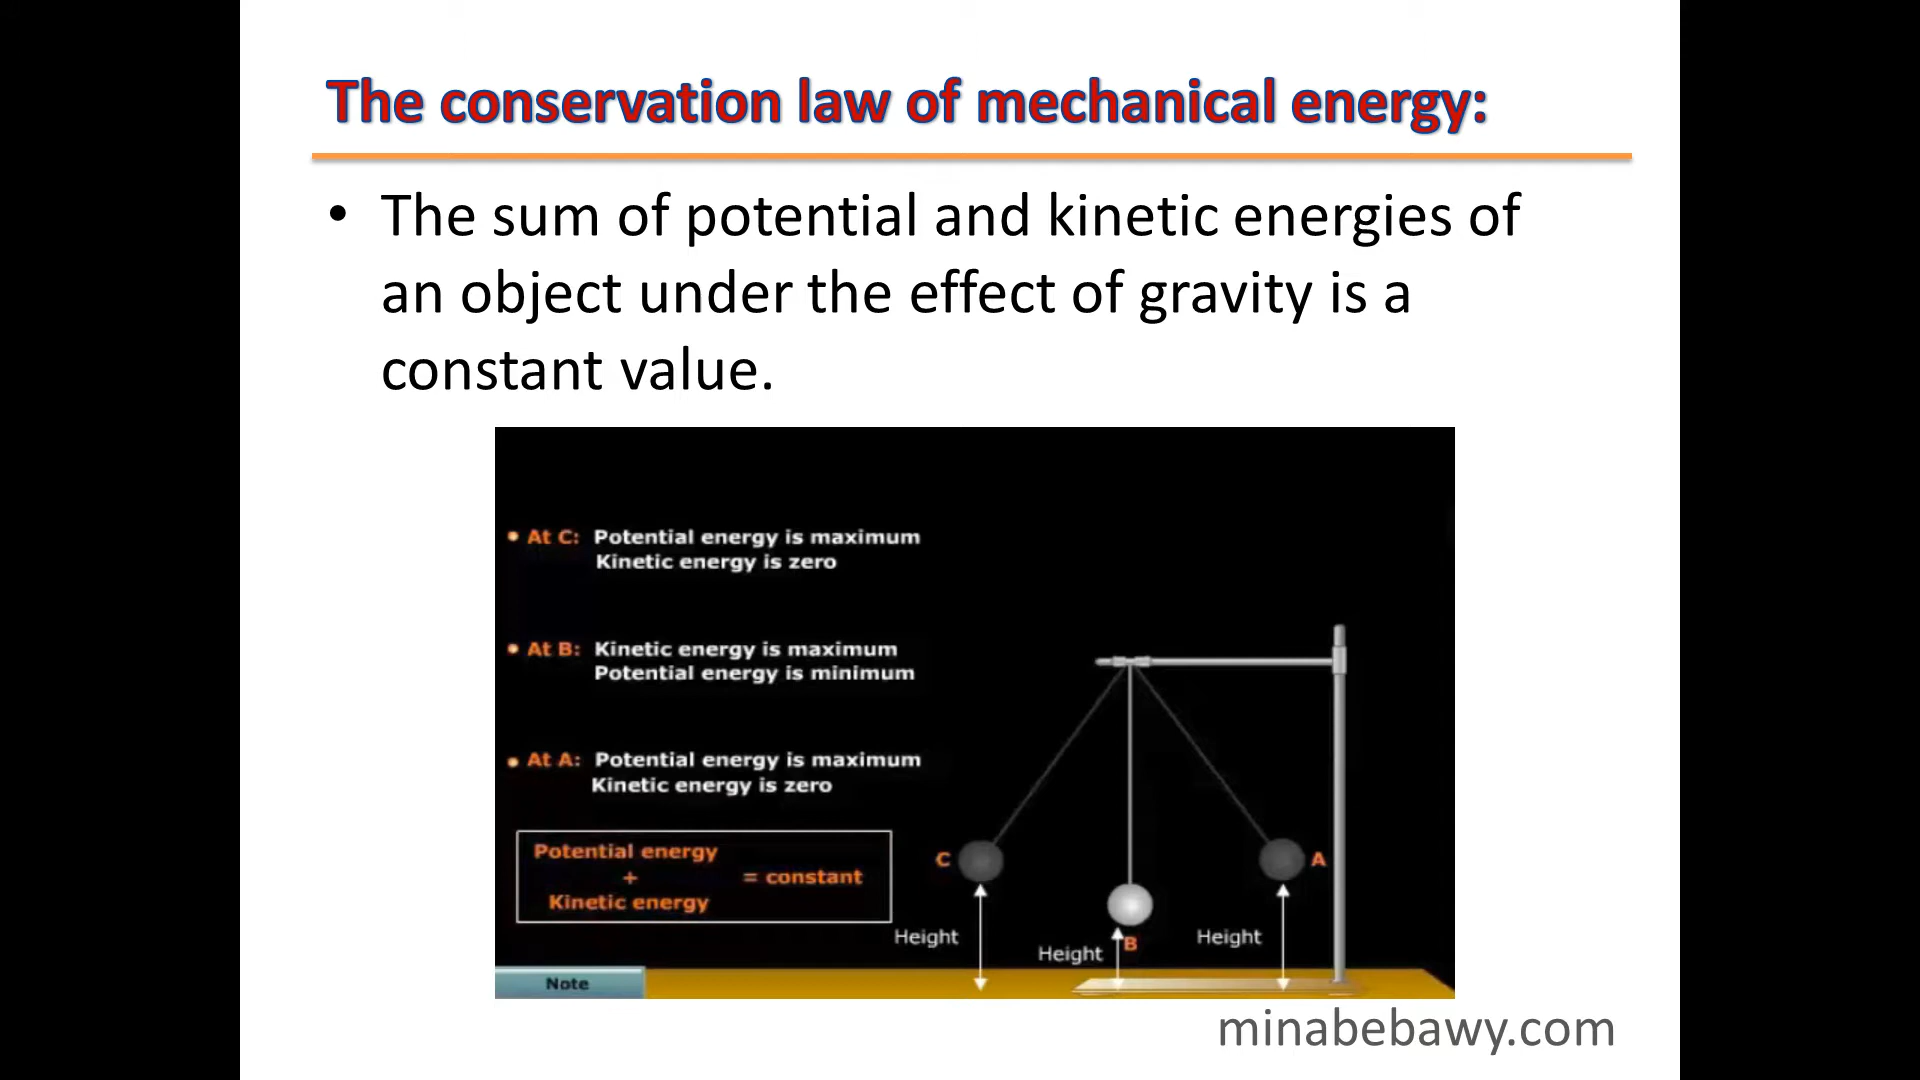 The conservation law of mechanical energy:
• The sum of potential and kinetic energies of
an object under the effect of gravity is a
constant value.
• At C: Potential energy is maximum
Kinetic energy is zero
• At B: Kinetic energy is maximum
Potential energy is minimum
• At A: Potential energy is maximum
Kinetic energy is zero
Potential energy
+
= constant
Kinetic energy
C
A
B
Height
Height
Height
Note
minabebawy.com